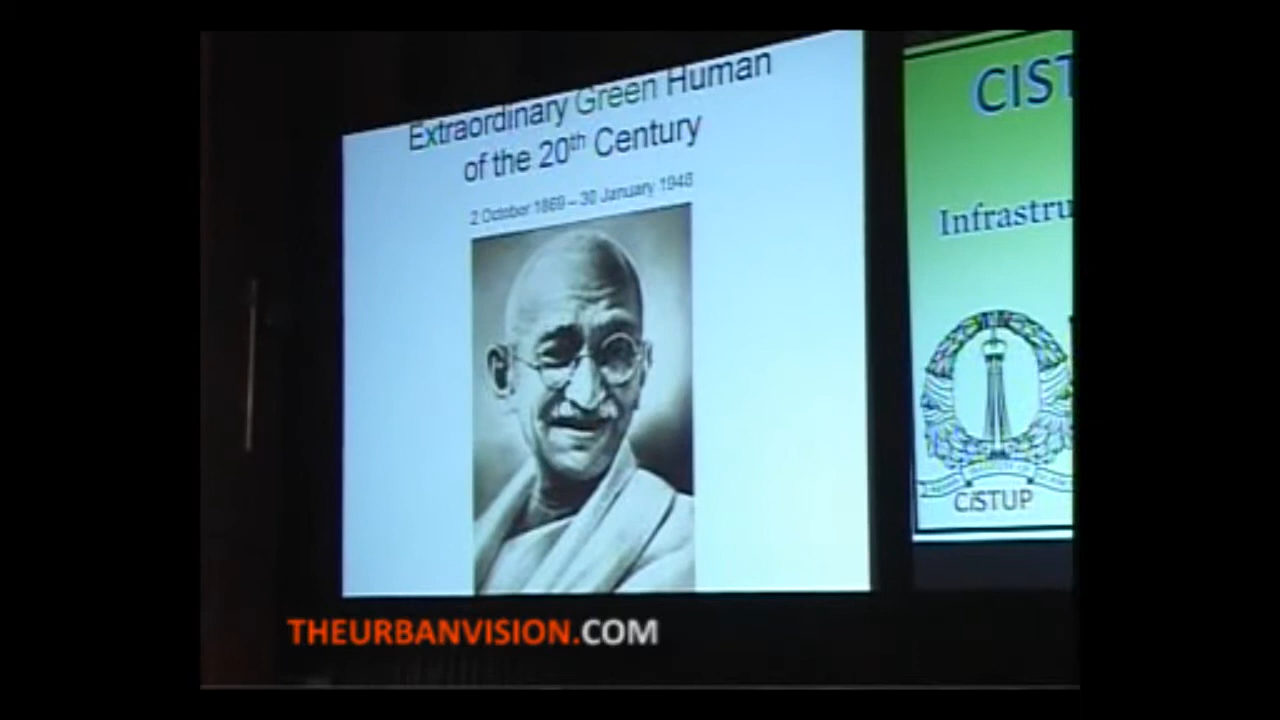 Extraordinary Green Human
of the 20th Century
2 October 1869 – 30 January 1948
CIST
Infrastru
CiSTUP
THEURBANVISION.COM